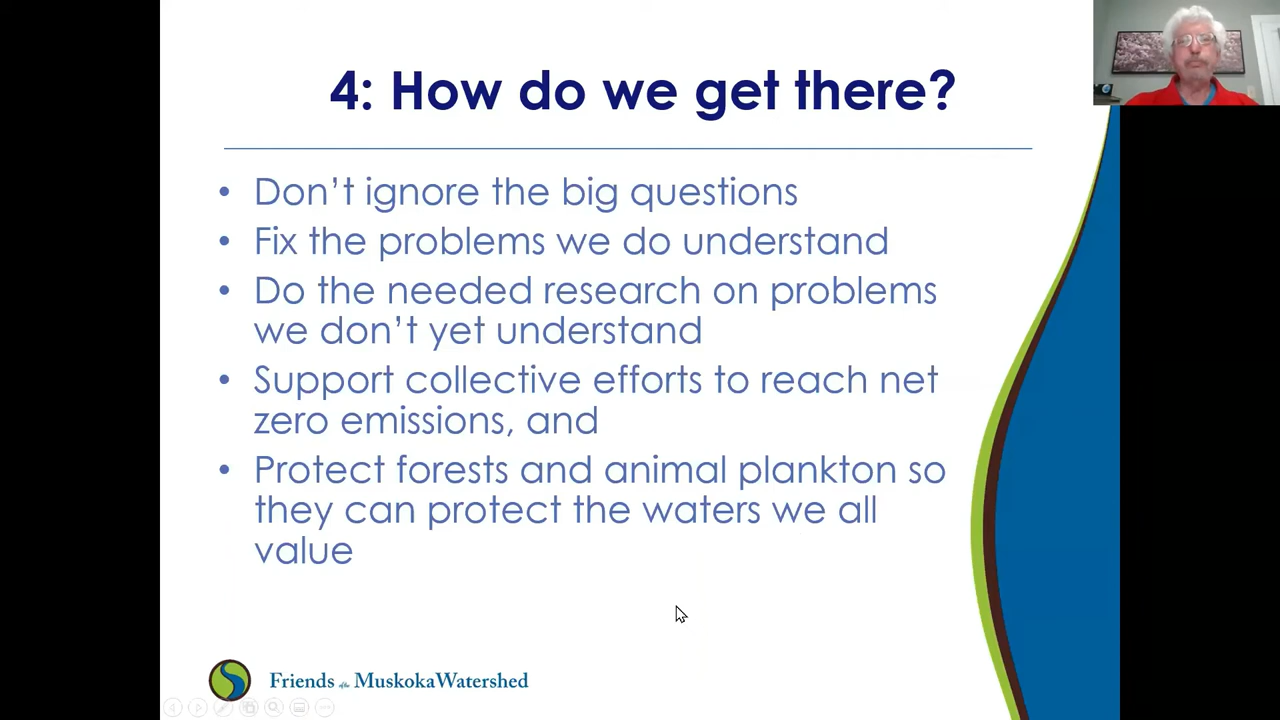 4: How do we get there?
• Don't ignore the big questions
• Fix the problems we do understand
• Do the needed research on problems
we don't yet understand
• Support collective efforts to reach net
zero emissions, and
• Protect forests and animal plankton so
they can protect the waters we all
value
Friends of the MuskokaWatershed